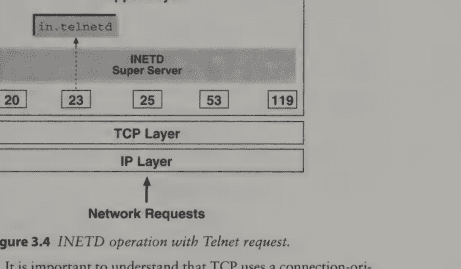 in.telnetd
INETD
Super Server
20 23 25 53 119
TCP Layer
IP Layer
Network Requests
gure 3.4 INETD operation with Telnet request.
It is important to understand that TCP uses a connection-ori-